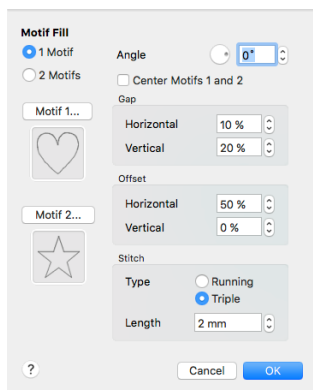 Motif Fill
1 Motif
2 Motifs
Angle 0°
Center Motifs 1 and 2
Motif 1...
Gap
Horizontal 10 %
Vertical 20 %
Motif 2...
Offset
Horizontal 50 %
Vertical 0 %
Stitch
Type Running
Triple
Length 2 mm
? Cancel OK